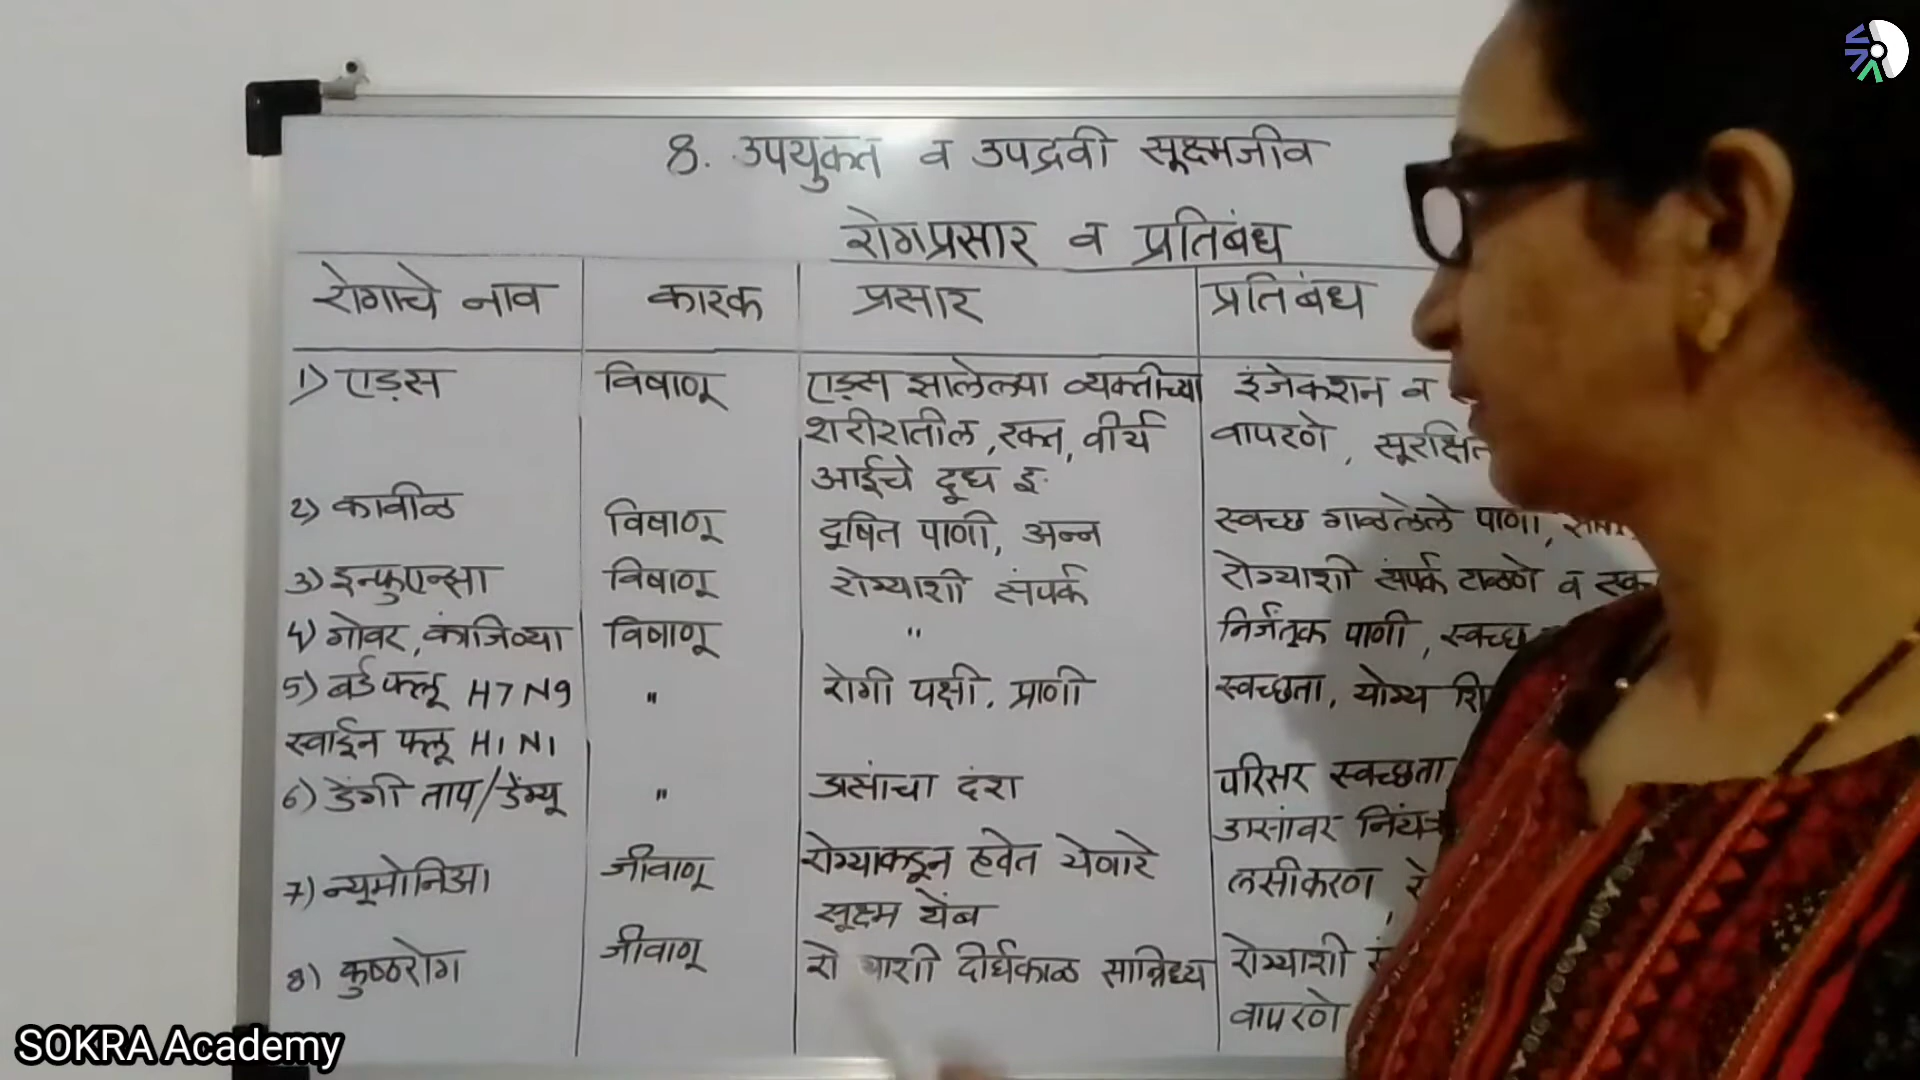 8. उपयुक्त व उपद्रवी सूक्ष्मजीव
रोगप्रसार व प्रतिबंध
रोगाचे नाव कारक प्रसार प्रतिबंध
1) एड्स विषाणू एड्स झालेल्या व्यक्तीच्या इंजेकशन व
शरीरातील, रक्त, वीर्य वापरणे, सूरक्षित
आईचे दूध इ.
2) कावीळ विषाणू दूषित पाणी, अन्न स्वच्छ गाळलेले पाणी,
3) इन्फुएन्सा विषाणू रोग्याशी संपर्क रोग्याशी संपर्क टाळणे व
4) गोवर, कांजिव्या विषाणू " निर्जंतूक पाणी, स्वच्छ
5) बर्ड फ्लू H7N9 " रोगी पक्षी. प्राणी स्वच्छता, योग्य
स्वाईन फ्लू H1N1
6) डेंगी ताप/डेंग्यू " डासांचा दंश परिसर स्वच्छता
डासांवर
7) न्यूमोनिआ जीवाणू रोग्याकडून हवेत येणारे लसीकरण,
सूक्ष्म थेंब
8) कुष्ठरोग जीवाणू दीर्घकाळ सान्निध्य रोग्याशी
वापरणे
SOKRA Academy